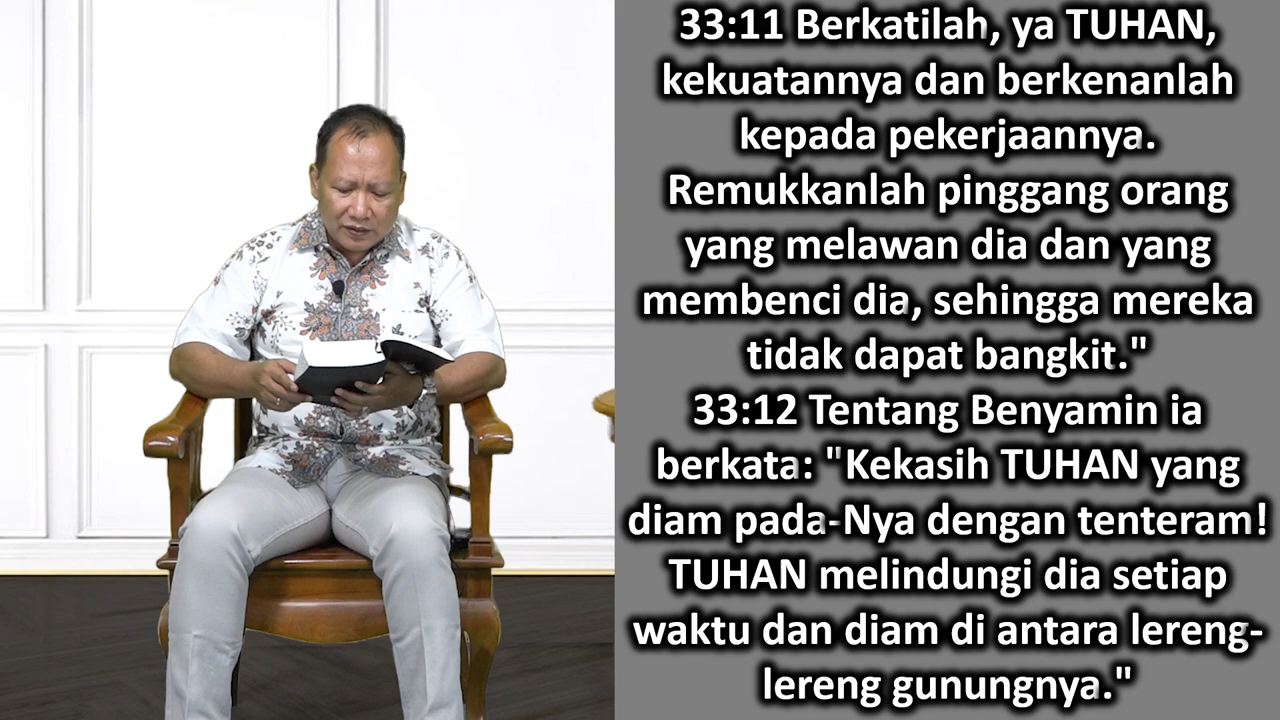 33:11 Berkatilah, ya TUHAN,
kekuatannya dan berkenanlah
kepada pekerjaannya.
Remukkanlah pinggang orang
yang melawan dia dan yang
membenci dia, sehingga mereka
tidak dapat bangkit."
33:12 Tentang Benyamin ia
berkata: "Kekasih TUHAN yang
diam pada-Nya dengan tenteram!
TUHAN melindungi dia setiap
waktu dan diam di antara lereng-
lereng gunungnya."